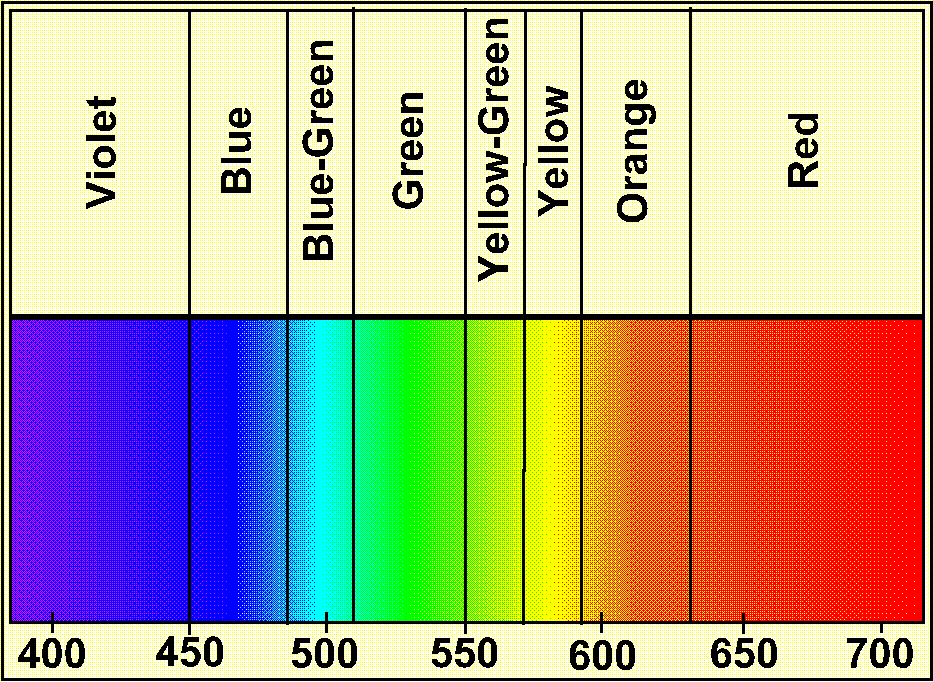 Violet
Blue
Blue-Green
Green
Yellow-Green
Yellow
Orange
Red
400 450 500 550 600 650 700